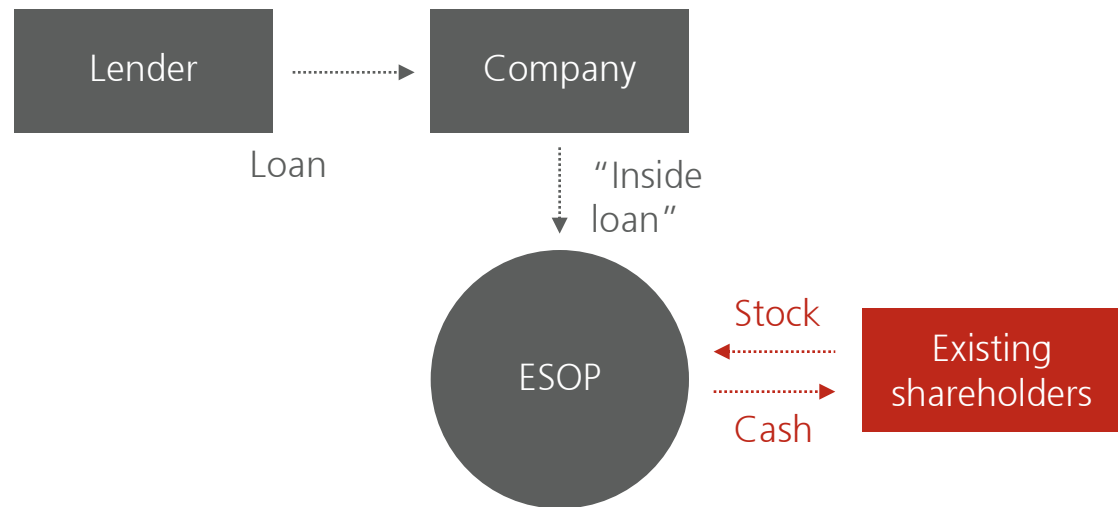 Lender
Company
Loan
“Inside
loan”
Stock
Existing
shareholders
ESOP
Cash